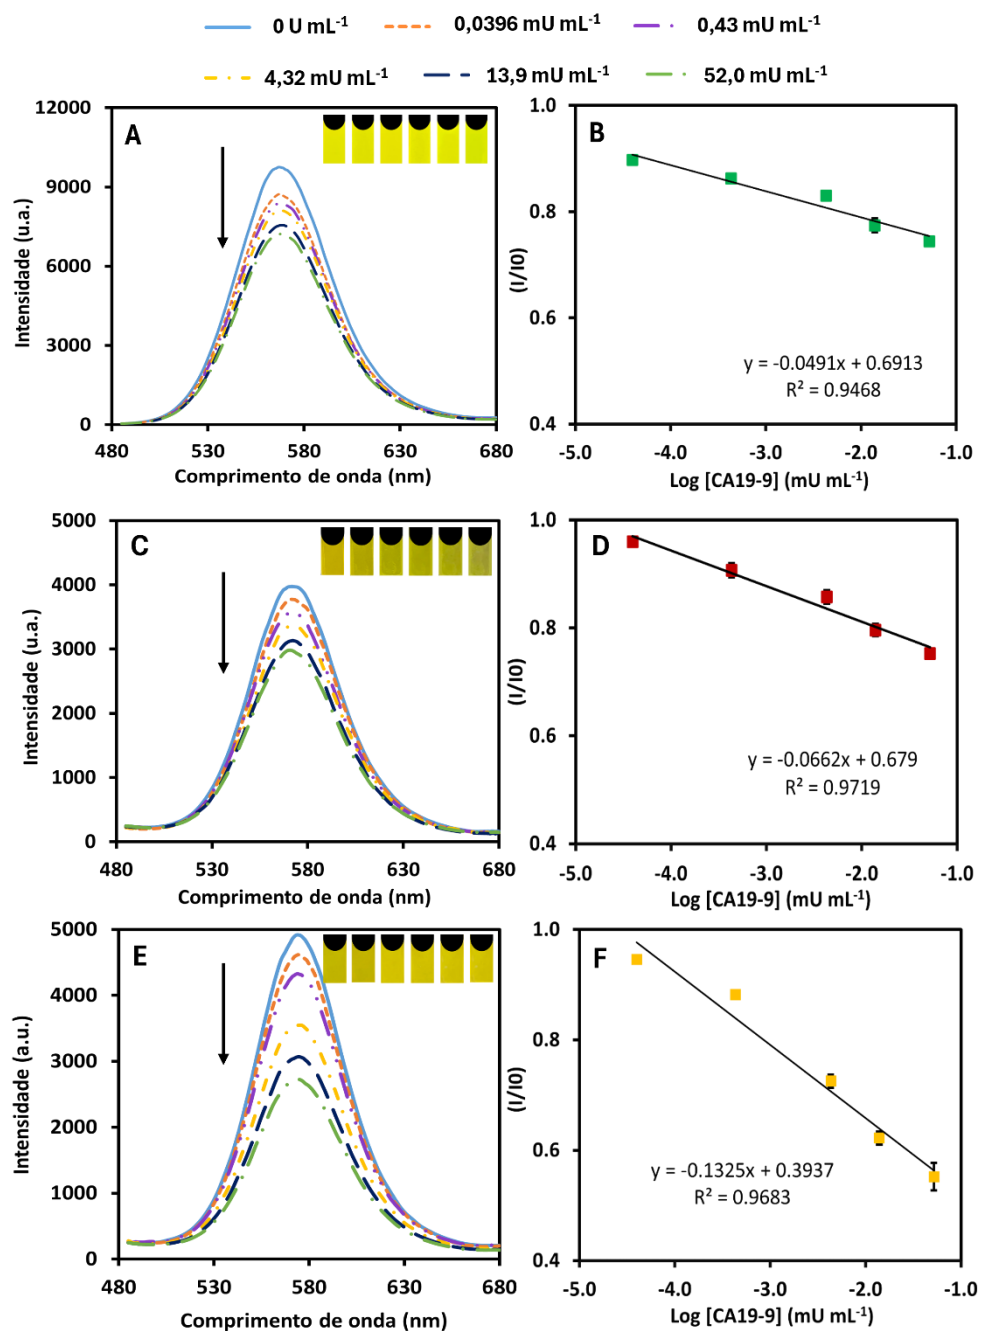 0 U mL⁻¹ 0,0396 mU mL⁻¹ 0,43 mU mL⁻¹
4,32 mU mL⁻¹ 13,9 mU mL⁻¹ 52,0 mU mL⁻¹
A
Intensidade (u.a.)
12000
9000
6000
3000
0
480 530 580 630 680
Comprimento de onda (nm)
B
(I/I0)
1.0
0.8
0.6
0.4
y = -0.0491x + 0.6913
R² = 0.9468
-5.0 -4.0 -3.0 -2.0 -1.0
Log [CA19-9] (mU mL⁻¹)
C
Intensidade (u.a.)
5000
4000
3000
2000
1000
0
480 530 580 630 680
Comprimento de onda (nm)
D
(I/I0)
1.0
0.8
0.6
0.4
y = -0.0662x + 0.679
R² = 0.9719
-5.0 -4.0 -3.0 -2.0 -1.0
Log [CA19-9] (mU mL⁻¹)
E
Intensidade (a.u.)
5000
4000
3000
2000
1000
0
480 530 580 630 680
Comprimento de onda (nm)
F
(I/I0)
1.0
0.8
0.6
0.4
y = -0.1325x + 0.3937
R² = 0.9683
-5.0 -4.0 -3.0 -2.0 -1.0
Log [CA19-9] (mU mL⁻¹)